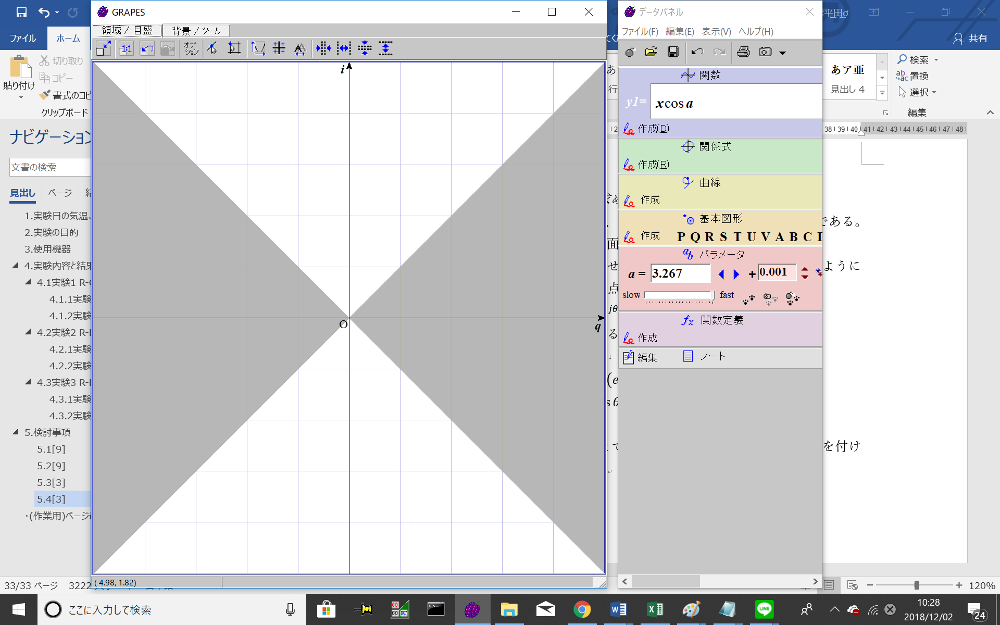 GRAPES
領域 / 目盛
背景 / ツール
1:1
オプション
i
O
q
( 4.98, 1.82)
データパネル
ファイル(F) 編集(E) 表示(V) ヘルプ(H)
関数
y1= x cos a
作成(D)
関係式
作成(R)
曲線
作成
基本図形
作成 P Q R S T U V A B C
パラメータ
a = 3.267 + 0.001
slow fast
関数定義
作成
編集 ノート
ファイル
ホーム
共有
切り取り
コピー
貼り付け
書式のコピ
クリップボード
あア亜
見出し 4
検索
置換
選択
編集
38 39 40 41 42 43 44 45 46 47 48
ナビゲーション
文書の検索
見出し ページ
1.実験日の気温、
2.実験の目的
3.使用機器
4.実験内容と結果
4.1実験1 R-
4.1.1実験
4.1.2実験
4.2実験2 R-
4.2.1実験
4.2.2実験
4.3実験3 R-
4.3.1実験
4.3.2実験
5.検討事項
5.1[9]
5.2[9]
5.3[3]
5.4[3]
・(作業用)ページ
である。
面
せ ように
点
jθ
る
(e
s θ
を付け
33/33 ページ 3222
120%
ここに入力して検索
LINE
10:28
2018/12/02
24